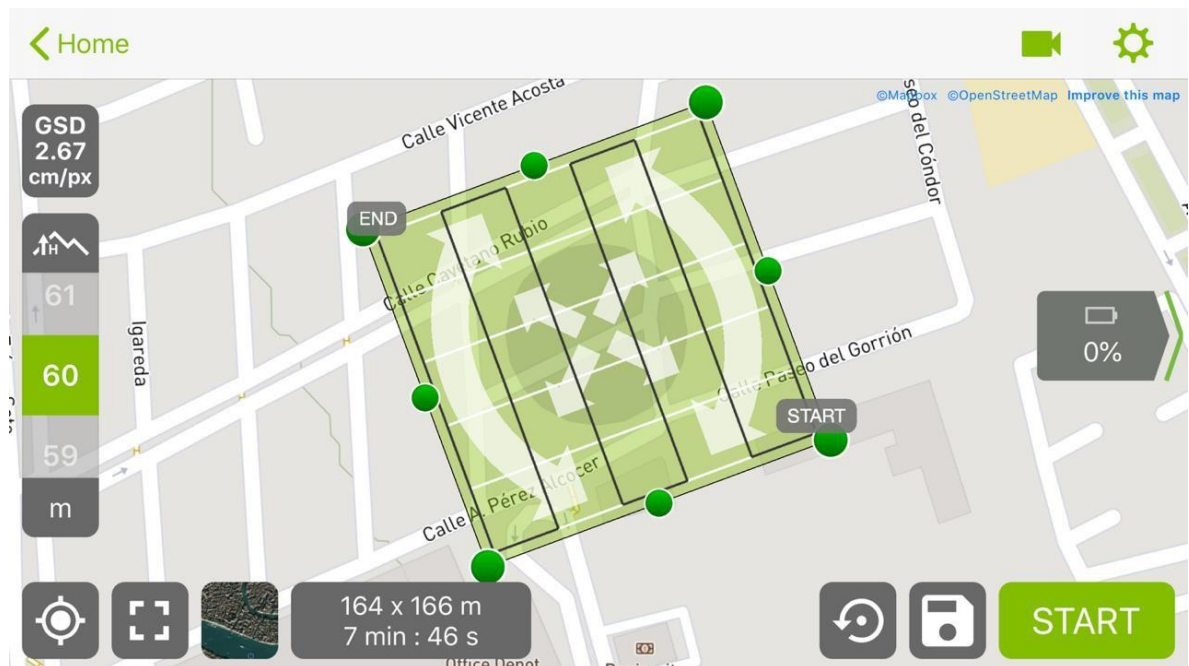 Home
©Mapbox ©OpenStreetMap Improve this map
GSD
2.67
cm/px
Calle Vicente Acosta
seo del Cóndor
END
Calle Cayetano Rubio
H
61
60
59
m
Igareda
0%
Calle Paseo del Gorrión
START
Calle A. Pérez Alcocer
164 x 166 m
7 min : 46 s
START
Office Depot